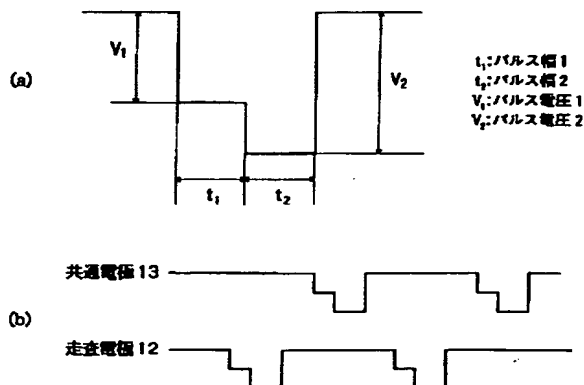 (a)
V₁
V₂
t₁
t₂
t₁:パルス幅1
t₂:パルス幅2
V₁:パルス電圧1
V₂:パルス電圧2
(b)
共通電極13
走査電極12